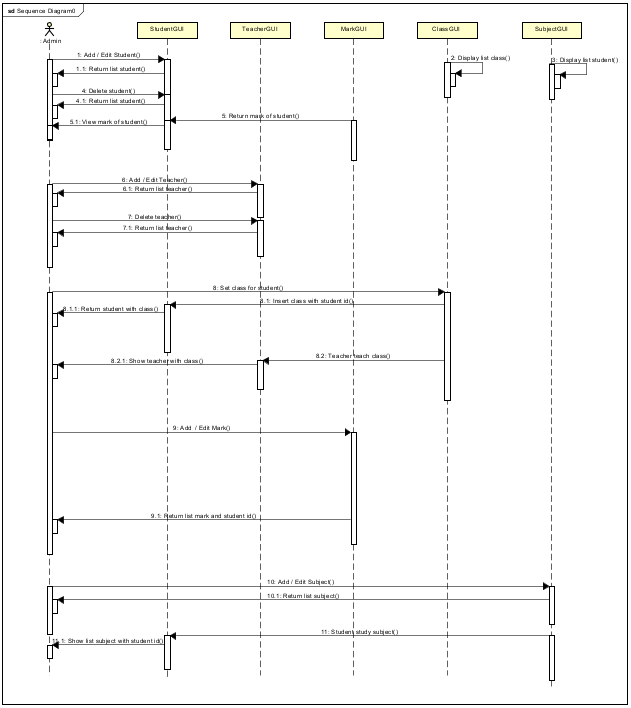 sd Sequence Diagram0
: Admin
StudentGUI
TeacherGUI
MarkGUI
ClassGUI
SubjectGUI
1: Add / Edit Student()
2: Display list class()
3: Display list student()
1.1: Return list student()
4: Delete student()
4.1: Return list student()
5: Return mark of student()
5.1: View mark of student()
6: Add / Edit Teacher()
6.1: Return list teacher()
7: Delete teacher()
7.1: Return list teacher()
8: Set class for student()
8.1: Insert class with student id()
8.1.1: Return student with class()
8.2: Teacher teach class()
8.2.1: Show teacher with class()
9: Add / Edit Mark()
9.1: Return list mark and student id()
10: Add / Edit Subject()
10.1: Return list subject()
11: Student study subject()
11.1: Show list subject with student id()